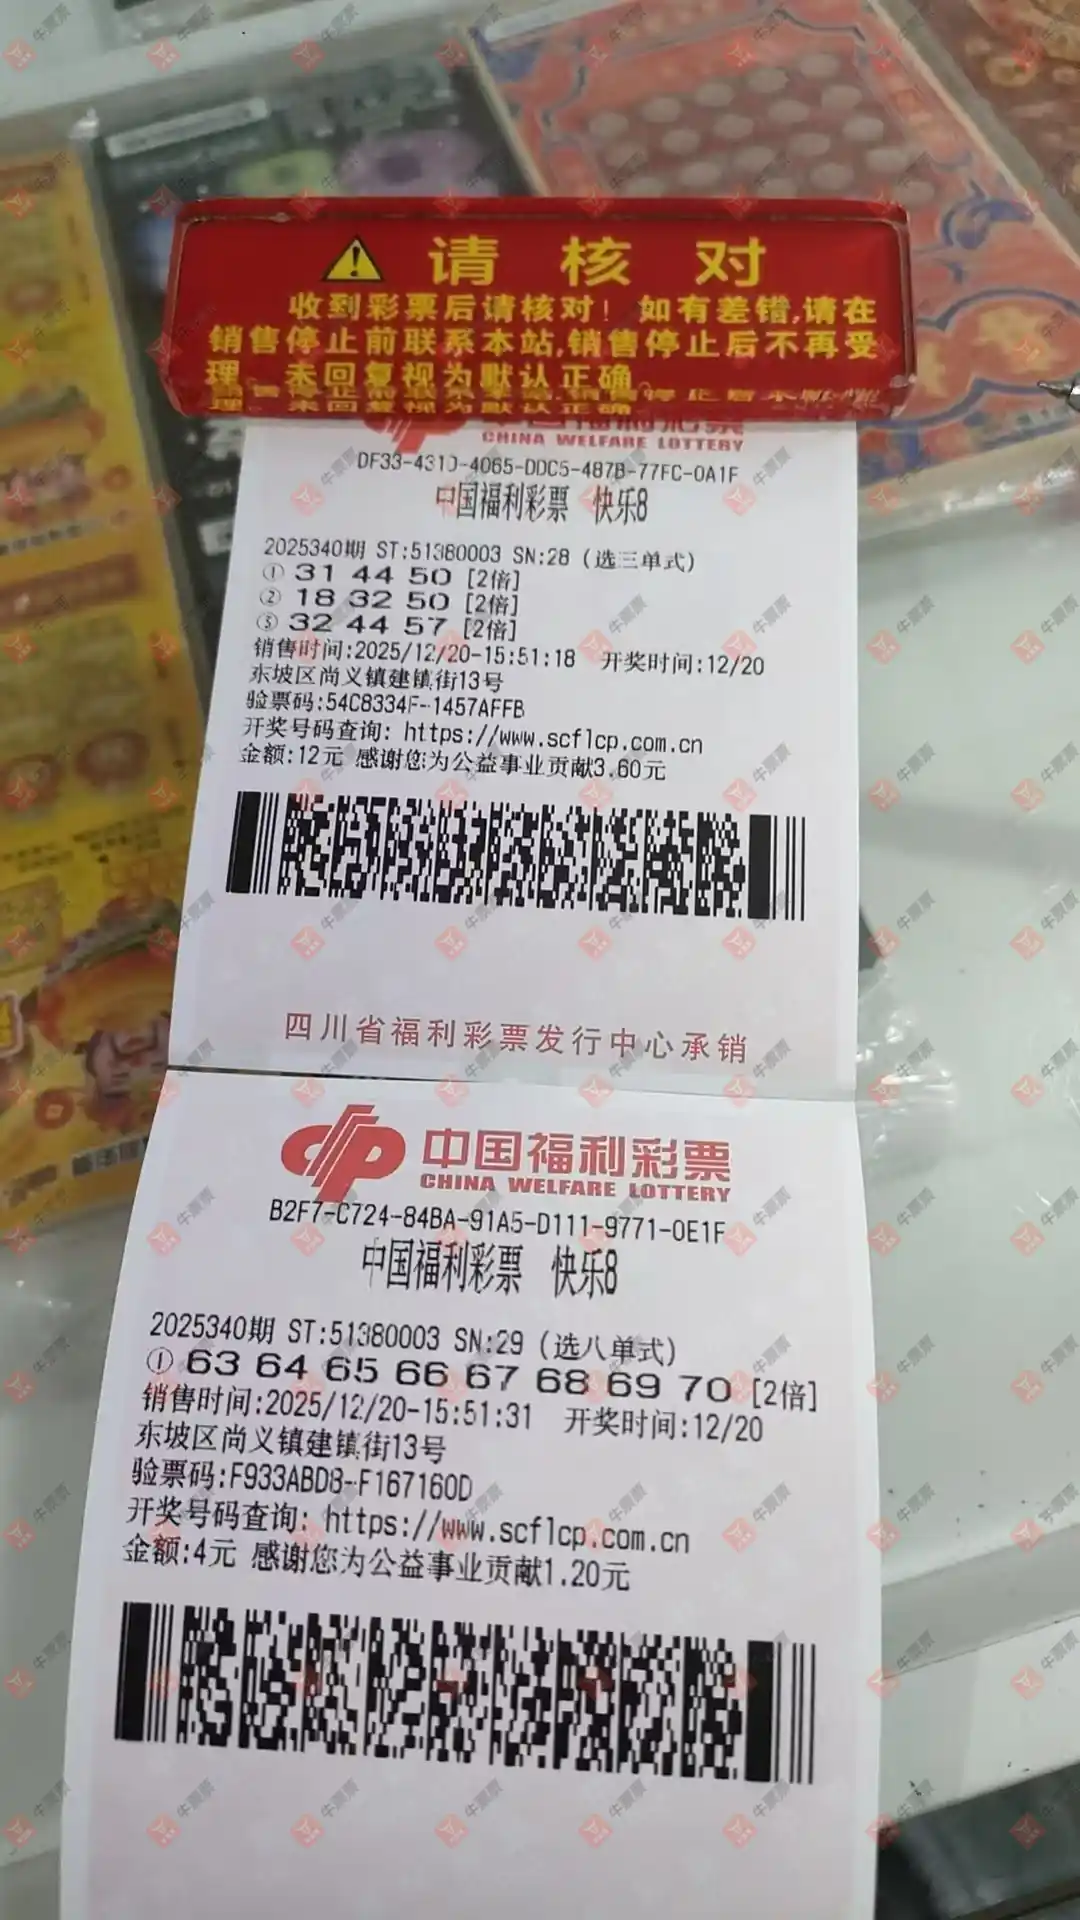 请核对
收到彩票后请核对！如有差错,请在
销售停止前联系本站,销售停止后不再受
理。未回复视为默认正确。
CHINA WELFARE LOTTERY
DF33-431D-4065-DDC5-487B-77FC-0A1F
中国福利彩票 快乐8
2025340期 ST:51380003 SN:28 (选三单式)
① 31 44 50 [2倍]
② 18 32 50 [2倍]
③ 32 44 57 [2倍]
销售时间:2025/12/20-15:51:18 开奖时间:12/20
东坡区尚义镇建镇街13号
验票码:54C8334F-1457AFFB
开奖号码查询: https://www.scflcp.com.cn
金额:12元 感谢您为公益事业贡献3.60元
四川省福利彩票发行中心承销
中国福利彩票
CHINA WELFARE LOTTERY
B2F7-C724-84BA-91A5-D111-9771-0E1F
中国福利彩票 快乐8
2025340期 ST:51380003 SN:29 (选八单式)
① 63 64 65 66 67 68 69 70 [2倍]
销售时间:2025/12/20-15:51:31 开奖时间:12/20
东坡区尚义镇建镇街13号
验票码:F933ABD8-F167160D
开奖号码查询: https://www.scflcp.com.cn
金额:4元 感谢您为公益事业贡献1.20元
牛票票